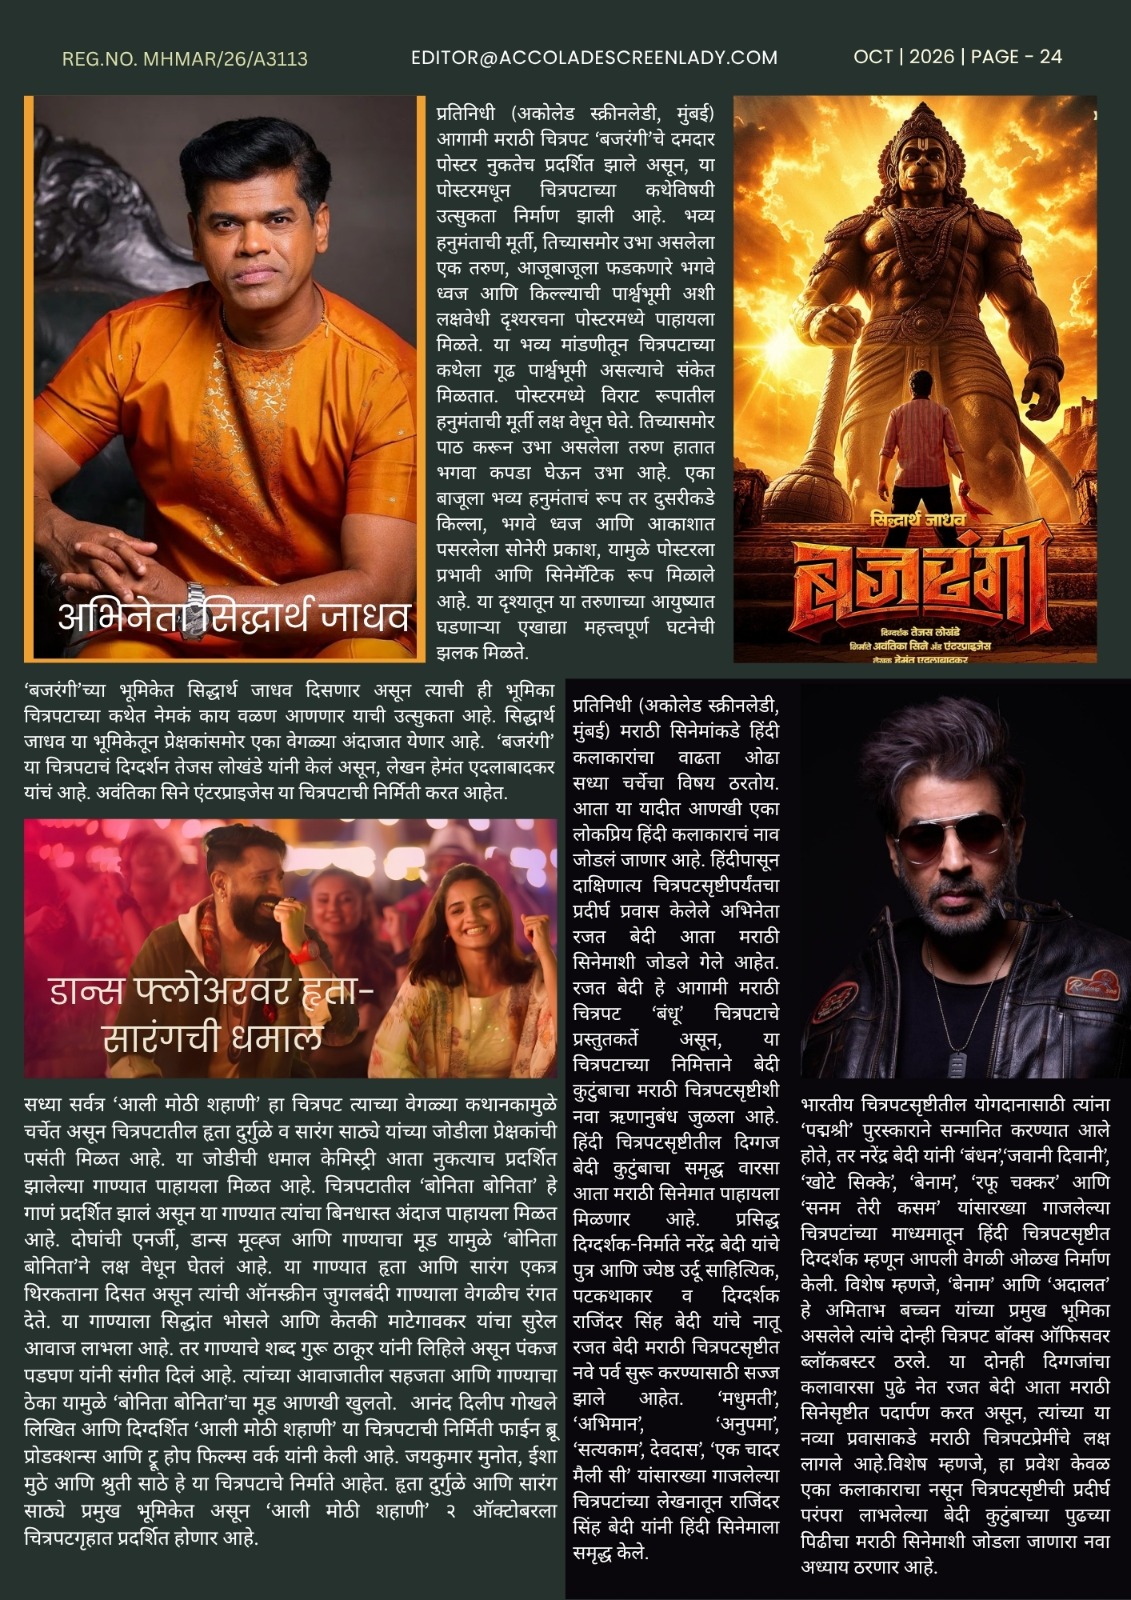 REG.NO. MHMAR/26/A3113
EDITOR@ACCOLADESCREENLADY.COM
OCT | 2026 | PAGE - 24
अभिनेता सिद्धार्थ जाधव
प्रतिनिधी (अकोलेड स्क्रीनलेडी, मुंबई)
आगामी मराठी चित्रपट ‘बजरंगी’चे दमदार
पोस्टर नुकतेच प्रदर्शित झाले असून, या
पोस्टरमधून चित्रपटाच्या कथेविषयी
उत्सुकता निर्माण झाली आहे. भव्य
हनुमंताची मूर्ती, तिच्यासमोर उभा असलेला
एक तरुण, आजूबाजूला फडकणारे भगवे
ध्वज आणि किल्ल्याची पार्श्वभूमी अशी
लक्षवेधी दृश्यरचना पोस्टरमध्ये पाहायला
मिळते. या भव्य मांडणीतून चित्रपटाच्या
कथेला गूढ पार्श्वभूमी असल्याचे संकेत
मिळतात. पोस्टरमध्ये विराट रूपातील
हनुमंताची मूर्ती लक्ष वेधून घेते. तिच्यासमोर
पाठ करून उभा असलेला तरुण हातात
भगवा कपडा घेऊन उभा आहे. एका
बाजूला भव्य हनुमंताचं रूप तर दुसरीकडे
किल्ला, भगवे ध्वज आणि आकाशात
पसरलेला सोनेरी प्रकाश, यामुळे पोस्टरला
प्रभावी आणि सिनेमॅटिक रूप मिळाले
आहे. या दृश्यातून या तरुणाच्या आयुष्यात
घडणाऱ्या एखाद्या महत्त्वपूर्ण घटनेची
झलक मिळते.
सिद्धार्थ जाधव
बजरंगी
दिग्दर्शक तेजस लोखंडे
निर्माते अवंतिका सिने अँड एंटरप्राइजेस
लेखक हेमंत एदलाबादकर
‘बजरंगी’च्या भूमिकेत सिद्धार्थ जाधव दिसणार असून त्याची ही भूमिका
चित्रपटाच्या कथेत नेमकं काय वळण आणणार याची उत्सुकता आहे. सिद्धार्थ
जाधव या भूमिकेतून प्रेक्षकांसमोर एका वेगळ्या अंदाजात येणार आहे. ‘बजरंगी’
या चित्रपटाचं दिग्दर्शन तेजस लोखंडे यांनी केलं असून, लेखन हेमंत एदलाबादकर
यांचं आहे. अवंतिका सिने एंटरप्राइजेस या चित्रपटाची निर्मिती करत आहेत.
डान्स फ्लोअरवर हृता-
सारंगची धमाल
सध्या सर्वत्र ‘आली मोठी शहाणी’ हा चित्रपट त्याच्या वेगळ्या कथानकामुळे
चर्चेत असून चित्रपटातील हृता दुर्गुळे व सारंग साठ्ये यांच्या जोडीला प्रेक्षकांची
पसंती मिळत आहे. या जोडीची धमाल केमिस्ट्री आता नुकत्याच प्रदर्शित
झालेल्या गाण्यात पाहायला मिळत आहे. चित्रपटातील ‘बोनिता बोनिता’ हे
गाणं प्रदर्शित झालं असून या गाण्यात त्यांचा बिनधास्त अंदाज पाहायला मिळत
आहे. दोघांची एनर्जी, डान्स मूव्ह्ज आणि गाण्याचा मूड यामुळे ‘बोनिता
बोनिता’ने लक्ष वेधून घेतलं आहे. या गाण्यात हृता आणि सारंग एकत्र
थिरकताना दिसत असून त्यांची ऑनस्क्रीन जुगलबंदी गाण्याला वेगळीच रंगत
देते. या गाण्याला सिद्धांत भोसले आणि केतकी माटेगावकर यांचा सुरेल
आवाज लाभला आहे. तर गाण्याचे शब्द गुरू ठाकूर यांनी लिहिले असून पंकज
पडघण यांनी संगीत दिलं आहे. त्यांच्या आवाजातील सहजता आणि गाण्याचा
ठेका यामुळे ‘बोनिता बोनिता’चा मूड आणखी खुलतो. आनंद दिलीप गोखले
लिखित आणि दिग्दर्शित ‘आली मोठी शहाणी’ या चित्रपटाची निर्मिती फाईन ब्रू
प्रोडक्शन्स आणि ट्रू होप फिल्म्स वर्क यांनी केली आहे. जयकुमार मुनोत, ईशा
मुठे आणि श्रुती साठे हे या चित्रपटाचे निर्माते आहेत. हृता दुर्गुळे आणि सारंग
साठ्ये प्रमुख भूमिकेत असून ‘आली मोठी शहाणी’ २ ऑक्टोबरला
चित्रपटगृहात प्रदर्शित होणार आहे.
प्रतिनिधी (अकोलेड स्क्रीनलेडी,
मुंबई) मराठी सिनेमांकडे हिंदी
कलाकारांचा वाढता ओढा
सध्या चर्चेचा विषय ठरतोय.
आता या यादीत आणखी एका
लोकप्रिय हिंदी कलाकाराचं नाव
जोडलं जाणार आहे. हिंदीपासून
दाक्षिणात्य चित्रपटसृष्टीपर्यंतचा
प्रदीर्घ प्रवास केलेले अभिनेता
रजत बेदी आता मराठी
सिनेमाशी जोडले गेले आहेत.
रजत बेदी हे आगामी मराठी
चित्रपट ‘बंधू’ चित्रपटाचे
प्रस्तुतकर्ते असून, या
चित्रपटाच्या निमित्ताने बेदी
कुटुंबाचा मराठी चित्रपटसृष्टीशी
नवा ऋणानुबंध जुळला आहे.
हिंदी चित्रपटसृष्टीतील दिग्गज
बेदी कुटुंबाचा समृद्ध वारसा
आता मराठी सिनेमात पाहायला
मिळणार आहे. प्रसिद्ध
दिग्दर्शक-निर्माते नरेंद्र बेदी यांचे
पुत्र आणि ज्येष्ठ उर्दू साहित्यिक,
पटकथाकार व दिग्दर्शक
राजिंदर सिंह बेदी यांचे नातू
रजत बेदी मराठी चित्रपटसृष्टीत
नवे पर्व सुरू करण्यासाठी सज्ज
झाले आहेत. ‘मधुमती’,
‘अभिमान’, ‘अनुपमा’,
‘सत्यकाम’, देवदास’, ‘एक चादर
मैली सी’ यांसारख्या गाजलेल्या
चित्रपटांच्या लेखनातून राजिंदर
सिंह बेदी यांनी हिंदी सिनेमाला
समृद्ध केले.
भारतीय चित्रपटसृष्टीतील योगदानासाठी त्यांना
‘पद्मश्री’ पुरस्काराने सन्मानित करण्यात आले
होते, तर नरेंद्र बेदी यांनी ‘बंधन’,‘जवानी दिवानी’,
‘खोटे सिक्के’, ‘बेनाम’, ‘रफू चक्कर’ आणि
‘सनम तेरी कसम’ यांसारख्या गाजलेल्या
चित्रपटांच्या माध्यमातून हिंदी चित्रपटसृष्टीत
दिग्दर्शक म्हणून आपली वेगळी ओळख निर्माण
केली. विशेष म्हणजे, ‘बेनाम’ आणि ‘अदालत’
हे अमिताभ बच्चन यांच्या प्रमुख भूमिका
असलेले त्यांचे दोन्ही चित्रपट बॉक्स ऑफिसवर
ब्लॉकबस्टर ठरले. या दोनही दिग्गजांचा
कलावारसा पुढे नेत रजत बेदी आता मराठी
सिनेसृष्टीत पदार्पण करत असून, त्यांच्या या
नव्या प्रवासाकडे मराठी चित्रपटप्रेमींचे लक्ष
लागले आहे.विशेष म्हणजे, हा प्रवेश केवळ
एका कलाकाराचा नसून चित्रपटसृष्टीची प्रदीर्घ
परंपरा लाभलेल्या बेदी कुटुंबाच्या पुढच्या
पिढीचा मराठी सिनेमाशी जोडला जाणारा नवा
अध्याय ठरणार आहे.